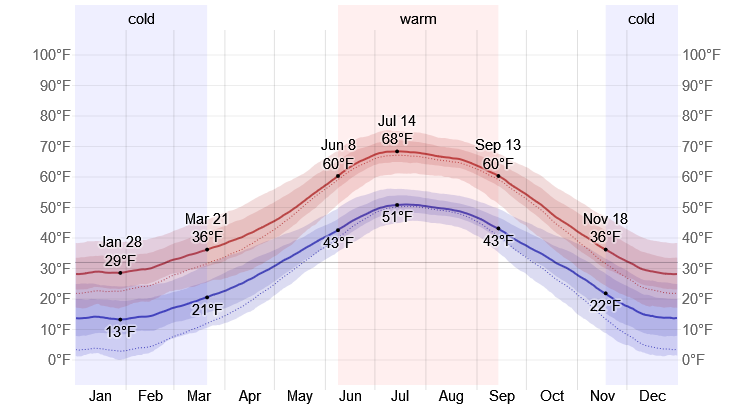 cold
warm
cold
100°F
100°F
90°F
90°F
80°F
80°F
70°F
70°F
60°F
60°F
50°F
50°F
40°F
40°F
30°F
30°F
20°F
20°F
10°F
10°F
0°F
0°F
Jan 28
29°F
13°F
Mar 21
36°F
21°F
Jun 8
60°F
43°F
Jul 14
68°F
51°F
Sep 13
60°F
43°F
Nov 18
36°F
22°F
Jan
Feb
Mar
Apr
May
Jun
Jul
Aug
Sep
Oct
Nov
Dec